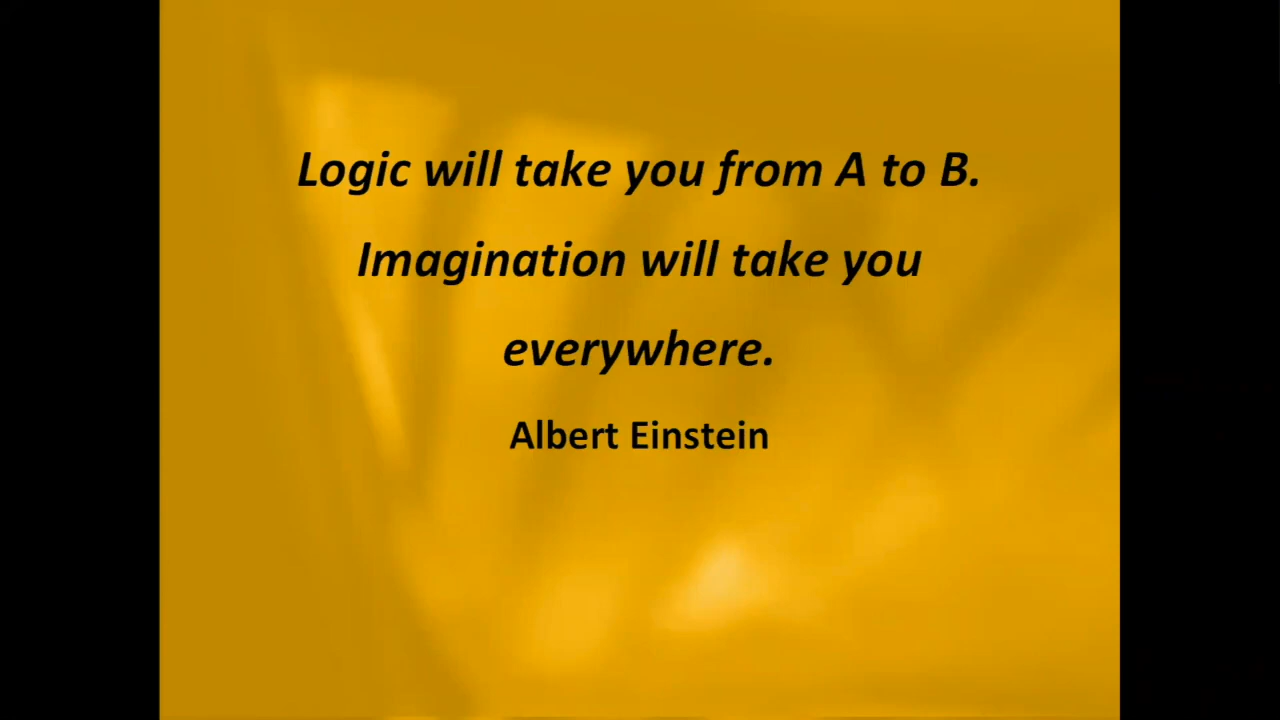 Logic will take you from A to B.
Imagination will take you
everywhere.
Albert Einstein